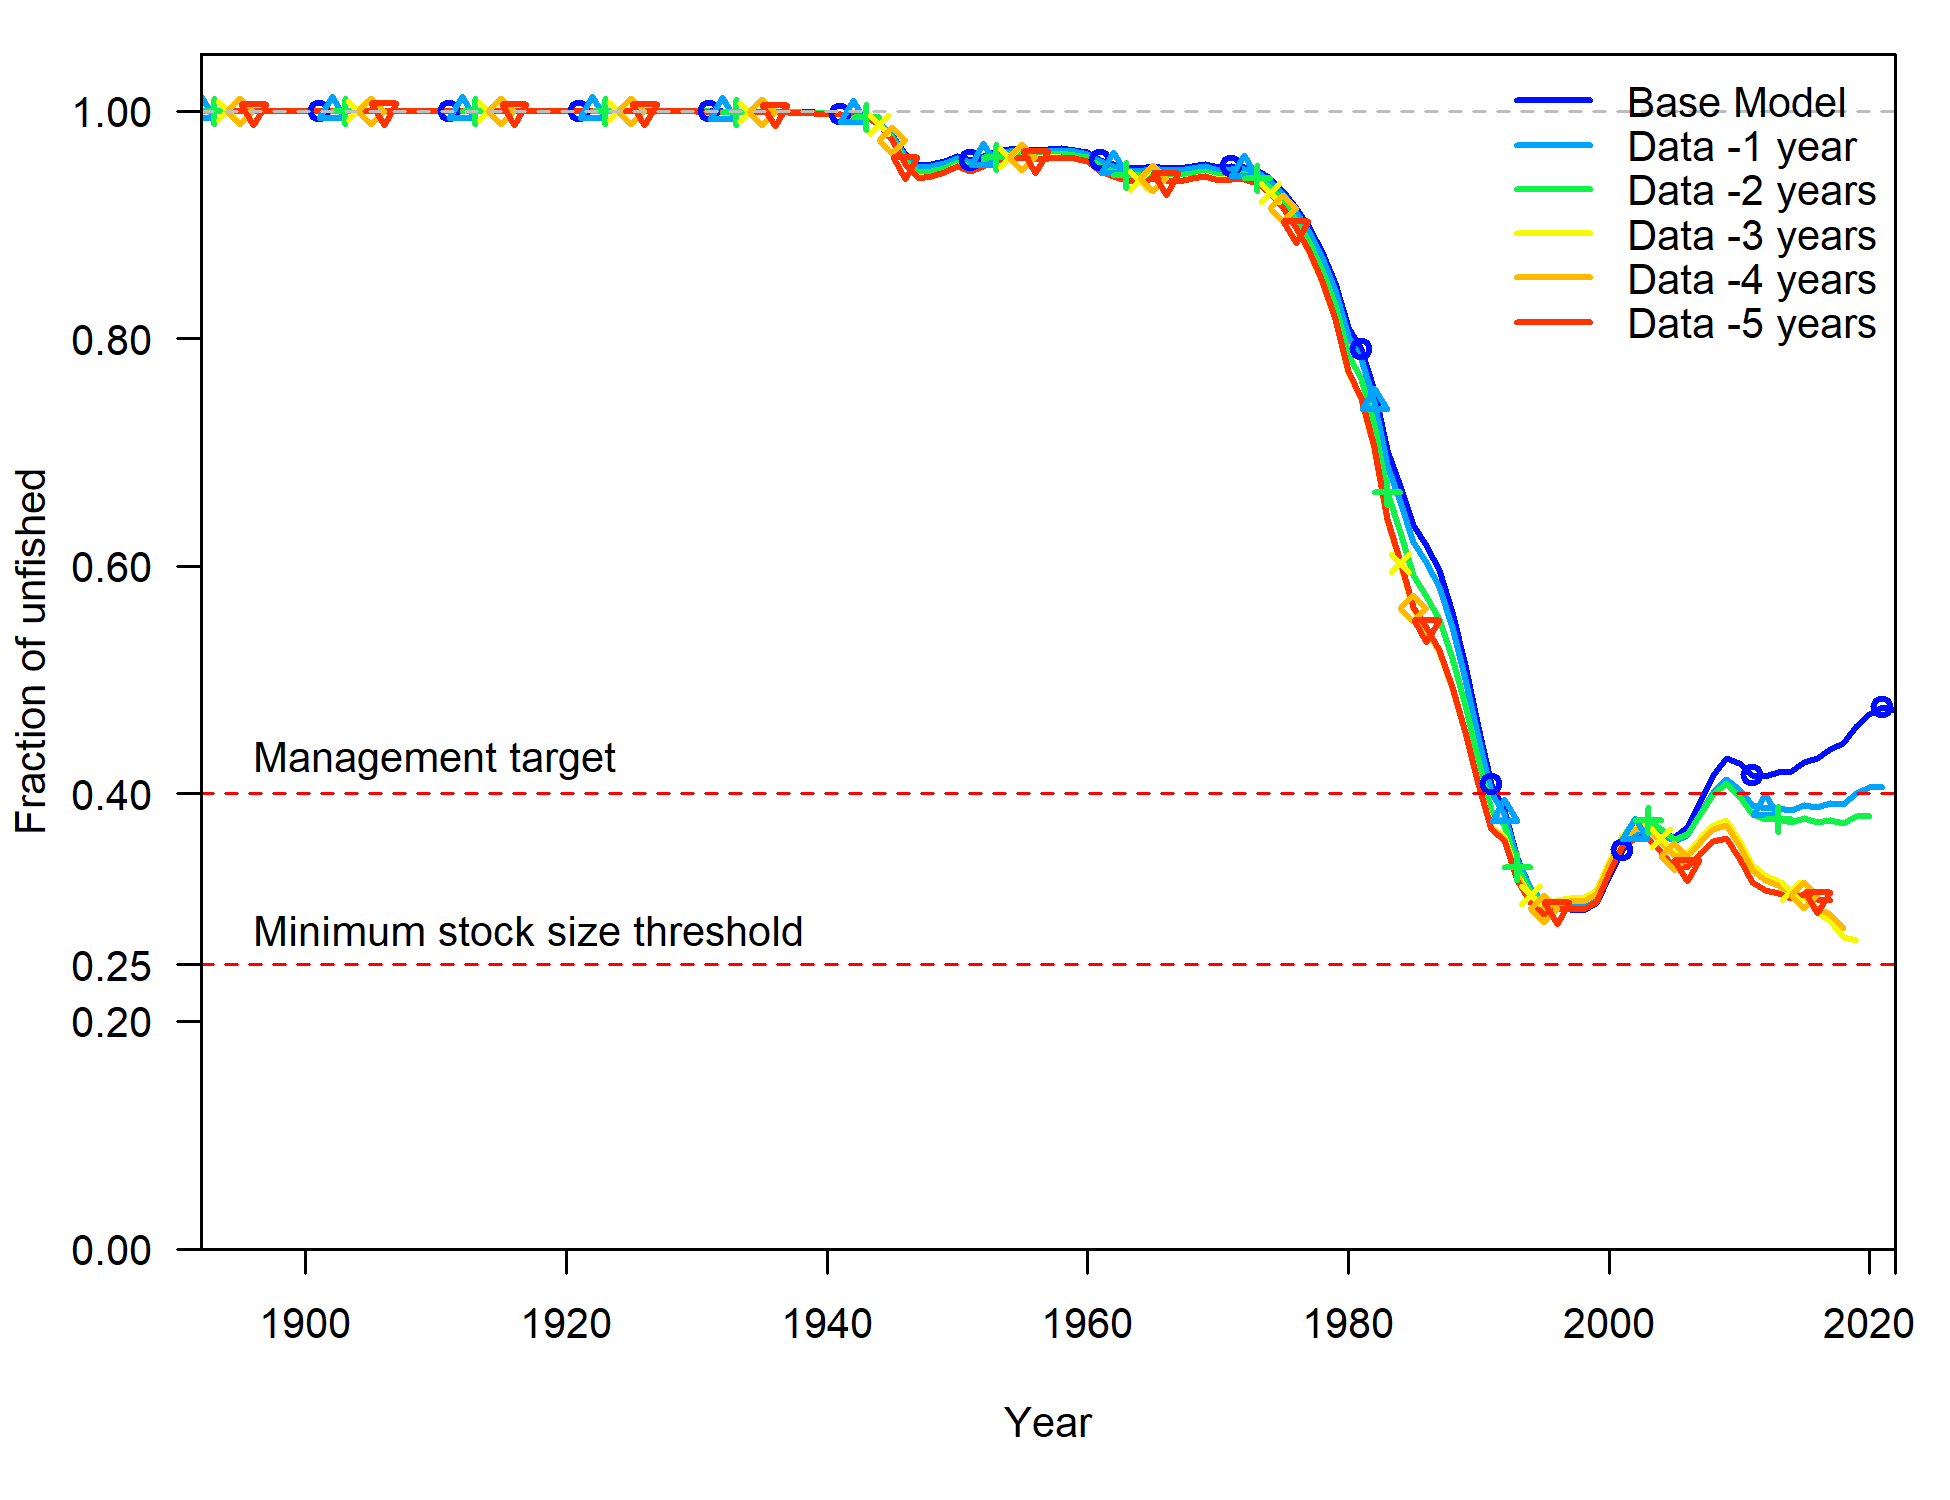 1.00
0.80
0.60
0.40
0.25
0.20
0.00
Fraction of unfished
Base Model
Data -1 year
Data -2 years
Data -3 years
Data -4 years
Data -5 years
Management target
Minimum stock size threshold
1900 1920 1940 1960 1980 2000 2020
Year